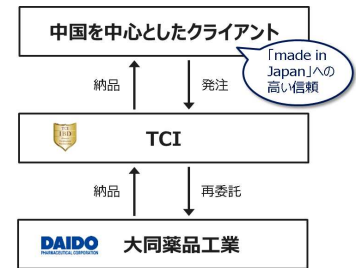 中国を中心としたクライアント
「made in
Japan」への
高い信頼
納品
発注
TCI
納品
再委託
DAIDO
PHARMACEUTICAL CORPORATION
大同薬品工業